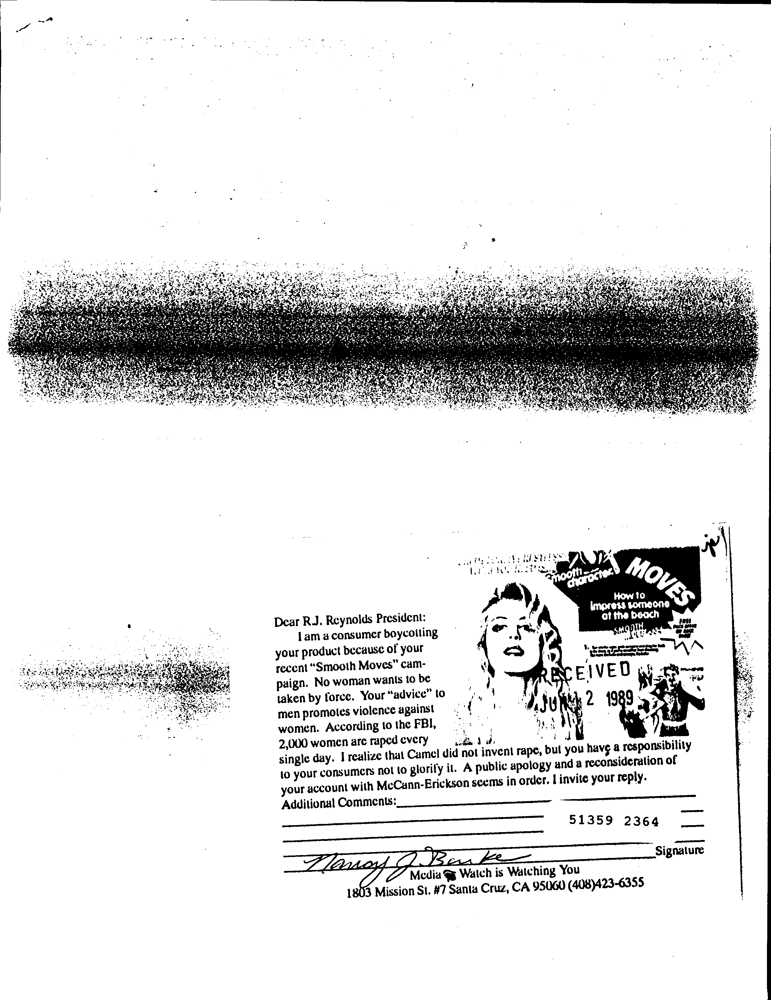 jp
smooth
character.
MOVES
How to
impress someone
at the beach
SMOOTH
FREE
RECEIVED
JUN 2 1989
Dear R.J. Reynolds President:
I am a consumer boycotting
your product because of your
recent "Smooth Moves" cam-
paign. No woman wants to be
taken by force. Your "advice" to
men promotes violence against
women. According to the FBI,
2,000 women are raped every
single day. I realize that Camel did not invent rape, but you have a responsibility
to your consumers not to glorify it. A public apology and a reconsideration of
your account with McCann-Erickson seems in order. I invite your reply.
Additional Comments:
51359 2364
Nancy J. Burke
Signature
Media Watch is Watching You
1803 Mission St. #7 Santa Cruz, CA 95060 (408)423-6355